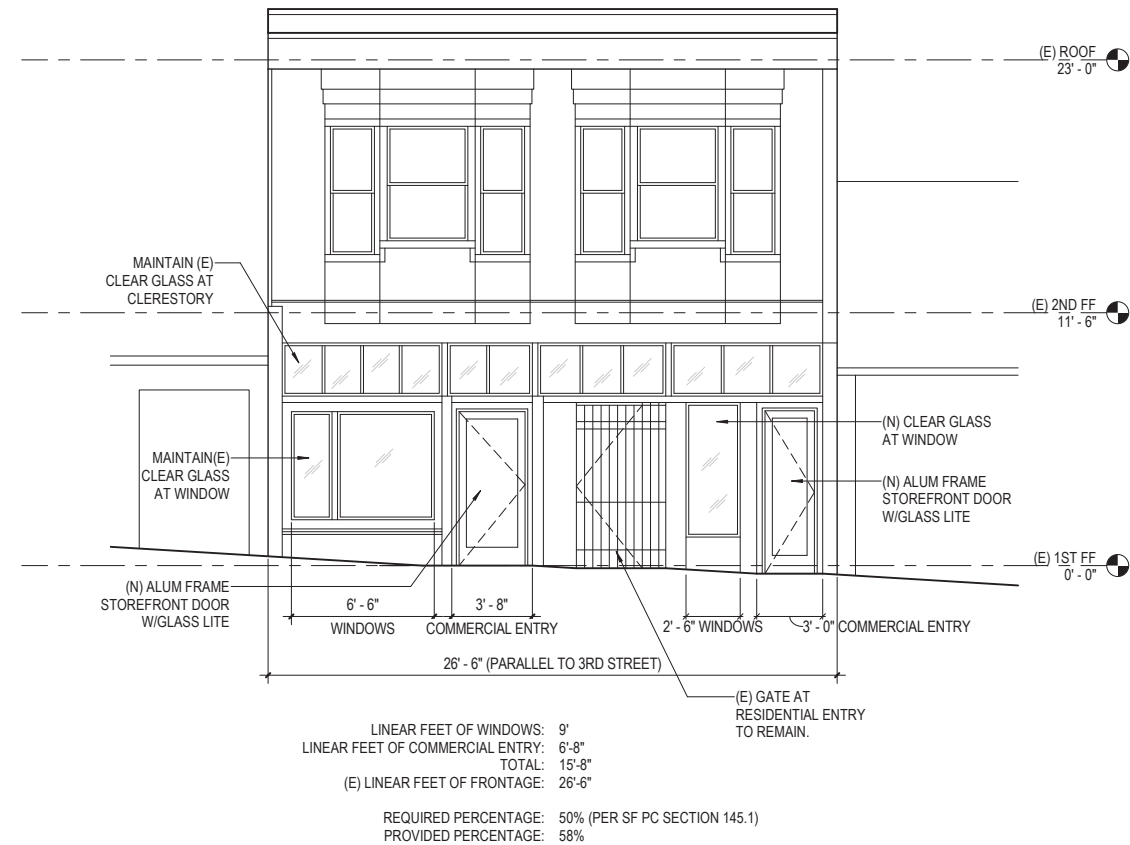 (E) ROOF
23' - 0"
MAINTAIN (E)
CLEAR GLASS AT
CLERESTORY
(E) 2ND FF
11' - 6"
(N) CLEAR GLASS
AT WINDOW
MAINTAIN(E)
CLEAR GLASS
AT WINDOW
(N) ALUM FRAME
STOREFRONT DOOR
W/GLASS LITE
(E) 1ST FF
0' - 0"
(N) ALUM FRAME
STOREFRONT DOOR
W/GLASS LITE
6' - 6"
WINDOWS
3' - 8"
COMMERCIAL ENTRY
2' - 6" WINDOWS
3' - 0" COMMERCIAL ENTRY
26' - 6" (PARALLEL TO 3RD STREET)
(E) GATE AT
RESIDENTIAL ENTRY
TO REMAIN.
LINEAR FEET OF WINDOWS: 9'
LINEAR FEET OF COMMERCIAL ENTRY: 6'-8"
TOTAL: 15'-8"
(E) LINEAR FEET OF FRONTAGE: 26'-6"
REQUIRED PERCENTAGE: 50% (PER SF PC SECTION 145.1)
PROVIDED PERCENTAGE: 58%